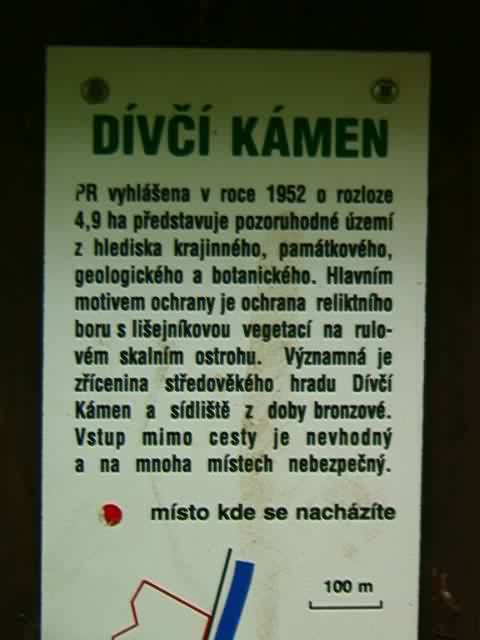 DÍVČÍ KÁMEN
PR vyhlášena v roce 1952 o rozloze
4,9 ha představuje pozoruhodné území
z hlediska krajinného, památkového,
geologického a botanického. Hlavním
motivem ochrany je ochrana reliktního
boru s lišejníkovou vegetací na rulo-
vém skalním ostrohu. Významná je
zřícenina středověkého hradu Dívčí
Kámen a sídliště z doby bronzové.
Vstup mimo cesty je nevhodný
a na mnoha místech nebezpečný.
místo kde se nacházíte
100 m